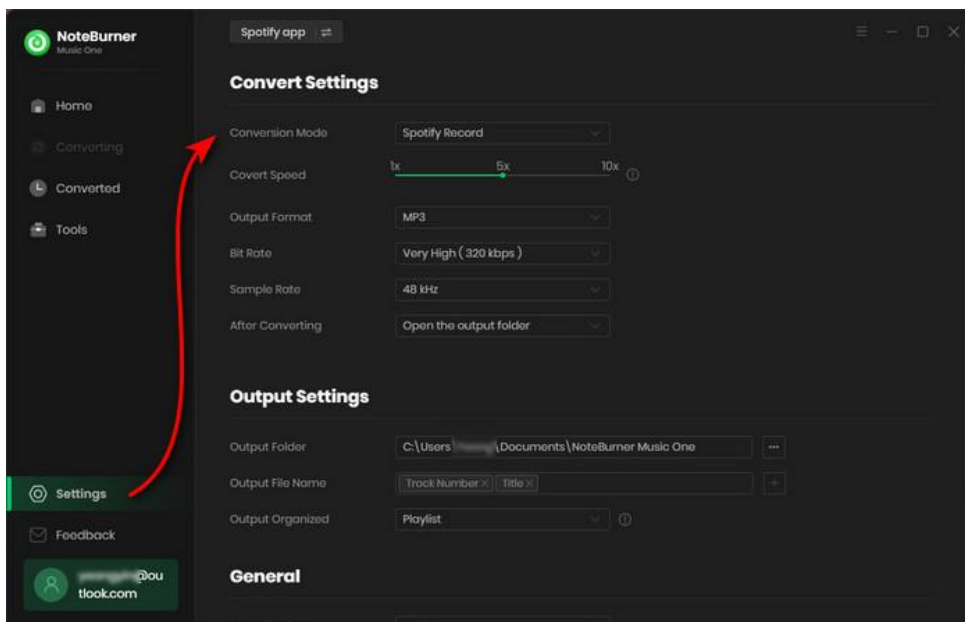 NoteBurner
Music One
Spotify app
Convert Settings
Home
Conversion Mode
Spotify Record
Converting
1x
5x
10x
Covert Speed
Converted
Output Format
MP3
Tools
Bit Rate
Very High ( 320 kbps )
Sample Rate
48 kHz
After Converting
Open the output folder
Output Settings
Output Folder
C:\Users \Documents\NoteBurner Music One
Output File Name
Track Number
Title
Settings
Output Organized
Playlist
Feedback
@ou
tlook.com
General